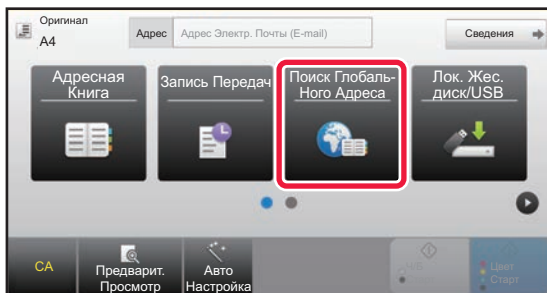 Оригинал
A4
Адрес
Адрес Электр. Почты (E-mail)
Сведения
Адресная
Книга
Запись Передач
Поиск Глобаль-
Ного Адреса
Лок. Жес.
диск/USB
CA
Предварит.
Просмотр
Авто
Настройка
Ч/Б
Старт
Цвет
Старт